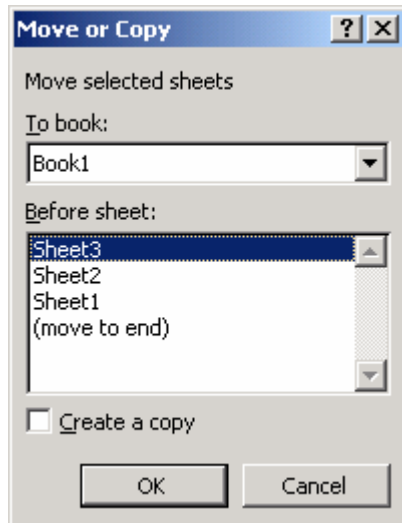 Move or Copy
Move selected sheets
To book:
Book1
Before sheet:
Sheet3
Sheet2
Sheet1
(move to end)
Create a copy
OK Cancel